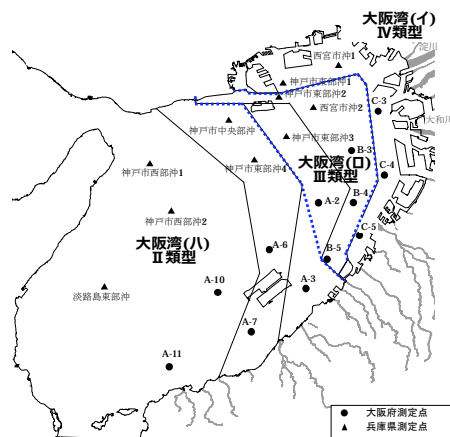 大阪湾(イ)
Ⅳ類型
淀川
西宮市沖1
神戸市東部沖1
神戸市東部沖2
西宮市沖2
C-3
大和川
神戸市中央部沖
神戸市東部沖3
B-3
神戸市西部沖1
神戸市東部沖4
大阪湾(ロ)
Ⅲ類型
C-4
A-2
B-4
神戸市西部沖2
大阪湾(ハ)
Ⅱ類型
C-5
A-6
B-5
淡路島東部沖
A-10
A-3
A-7
A-11
● 大阪府測定点
▲ 兵庫県測定点